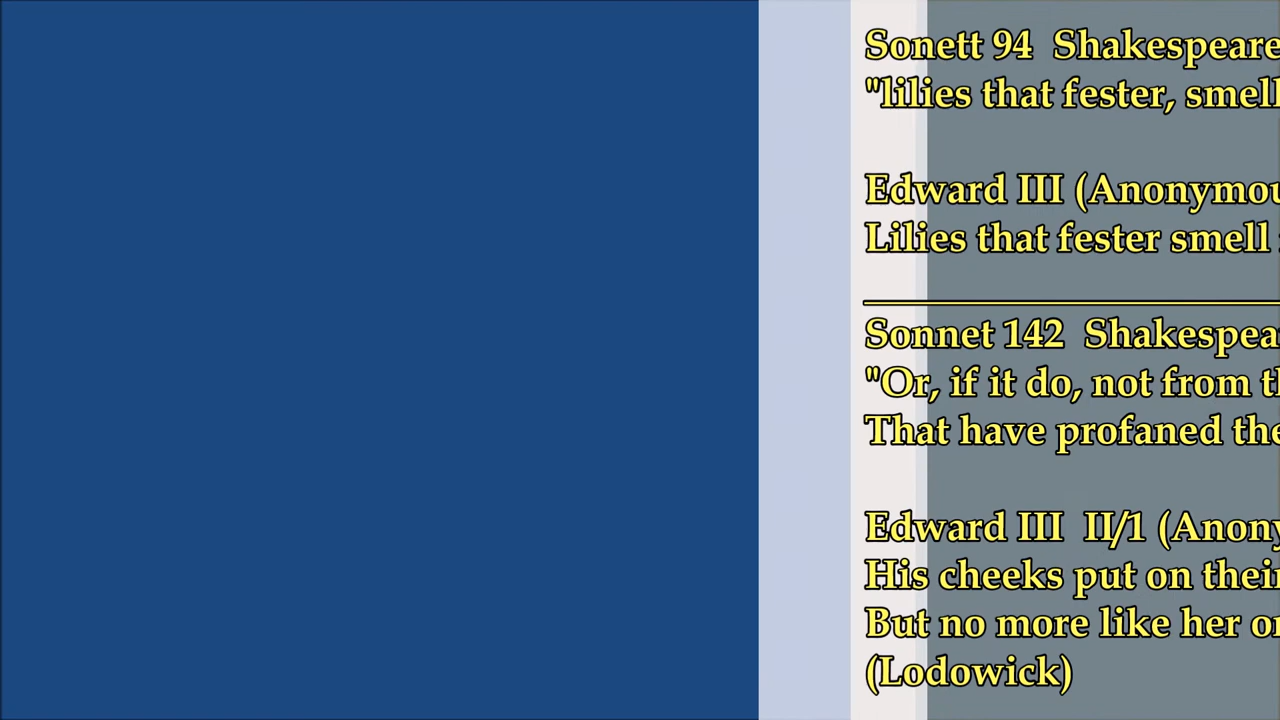 Sonett 94 Shakespeare
"lilies that fester, smell
Edward III (Anonymou
Lilies that fester smell
Sonnet 142 Shakespea
"Or, if it do, not from th
That have profaned the
Edward III II/1 (Anony
His cheeks put on their
But no more like her or
(Lodowick)